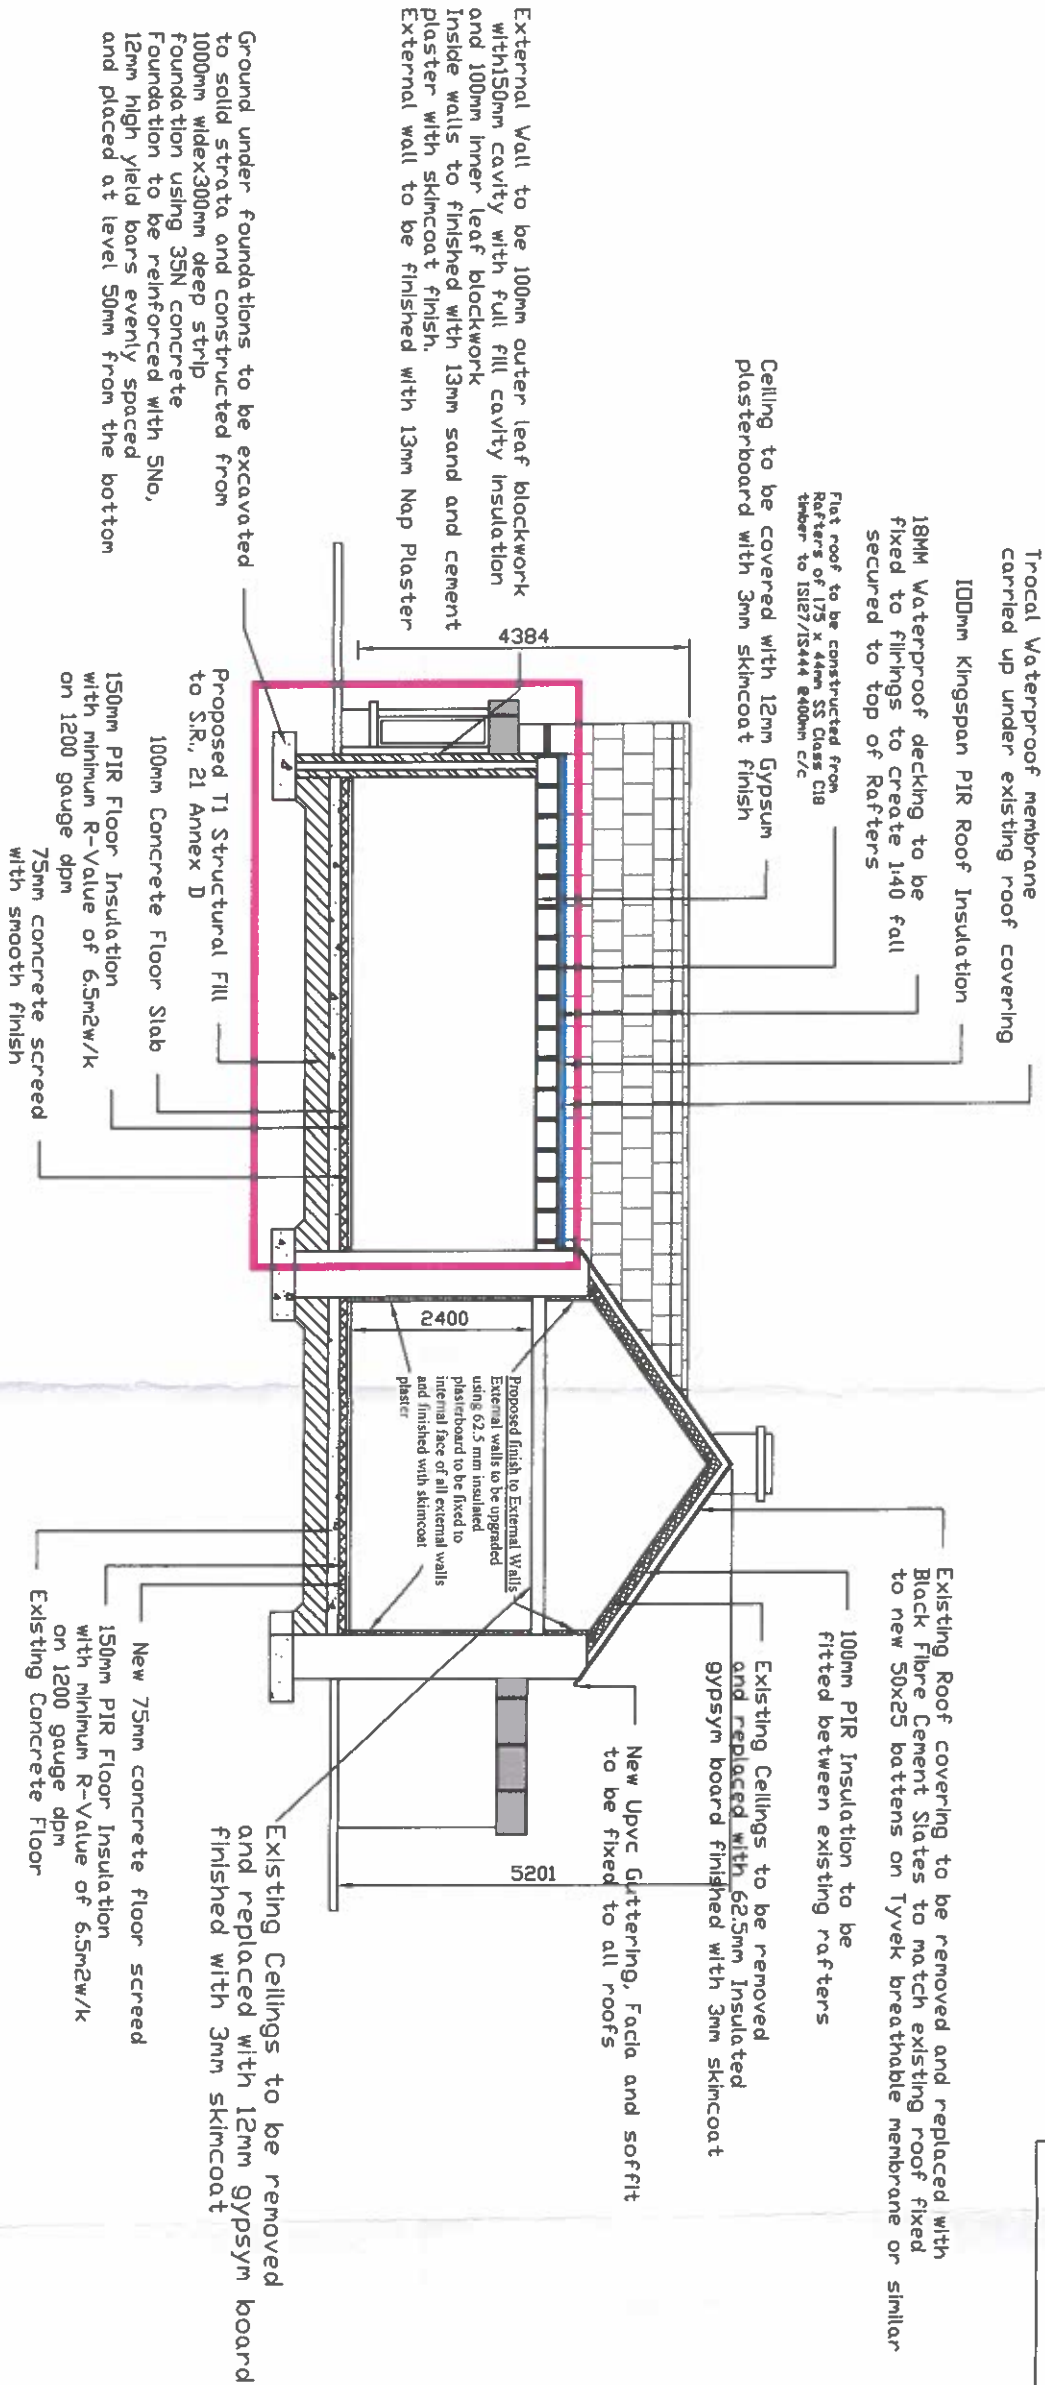 Trocal Waterproof membrane
carried up under existing roof covering
100mm Kingspan PIR Roof Insulation
18MM Waterproof decking to be
fixed to firings to create 1:40 fall
secured to top of Rafters
Flat roof to be constructed from
Rafters of 175 x 44mm SS Class C18
timber to IS127/IS444 @400mm c/c
Ceiling to be covered with 12mm Gypsum
plasterboard with 3mm skimcoat finish
External Wall to be 100mm outer leaf blockwork
with150mm cavity with full fill cavity insulation
and 100mm inner leaf blockwork
Inside walls to finished with 13mm sand and cement
plaster with skimcoat finish.
External wall to be finished with 13mm Nap Plaster
Ground under foundations to be excavated
to solid strata and constructed from
1000mm widex300mm deep strip
foundation using 35N concrete
Foundation to be reinforced with 5No,
12mm high yield bars evenly spaced
and placed at level 50mm from the bottom
4384
Proposed T1 Structural Fill
to S.R., 21 Annex D
100mm Concrete Floor Slab
150mm PIR Floor Insulation
with minimum R-Value of 6.5m2w/k
on 1200 gauge dpm
75mm concrete screed
with smooth finish
2400
Proposed finish to External Walls
External walls to be upgraded
using 62.5 mm insulated
plasterboard to be fixed to
internal face of all external walls
and finished with skimcoat
plaster
Existing Roof covering to be removed and replaced with
Black Fibre Cement Slates to match existing roof fixed
to new 50x25 battens on Tyvek breathable membrane or similar
100mm PIR Insulation to be
fitted between existing rafters
Existing Ceilings to be removed
and replaced with 62.5mm Insulated
gypsym board finished with 3mm skimcoat
New Upvc Guttering, Facia and soffit
to be fixed to all roofs
5201
Existing Ceilings to be removed
and replaced with 12mm gypsym board
finished with 3mm skimcoat
New 75mm concrete floor screed
150mm PIR Floor Insulation
with minimum R-Value of 6.5m2w/k
on 1200 gauge dpm
Existing Concrete Floor